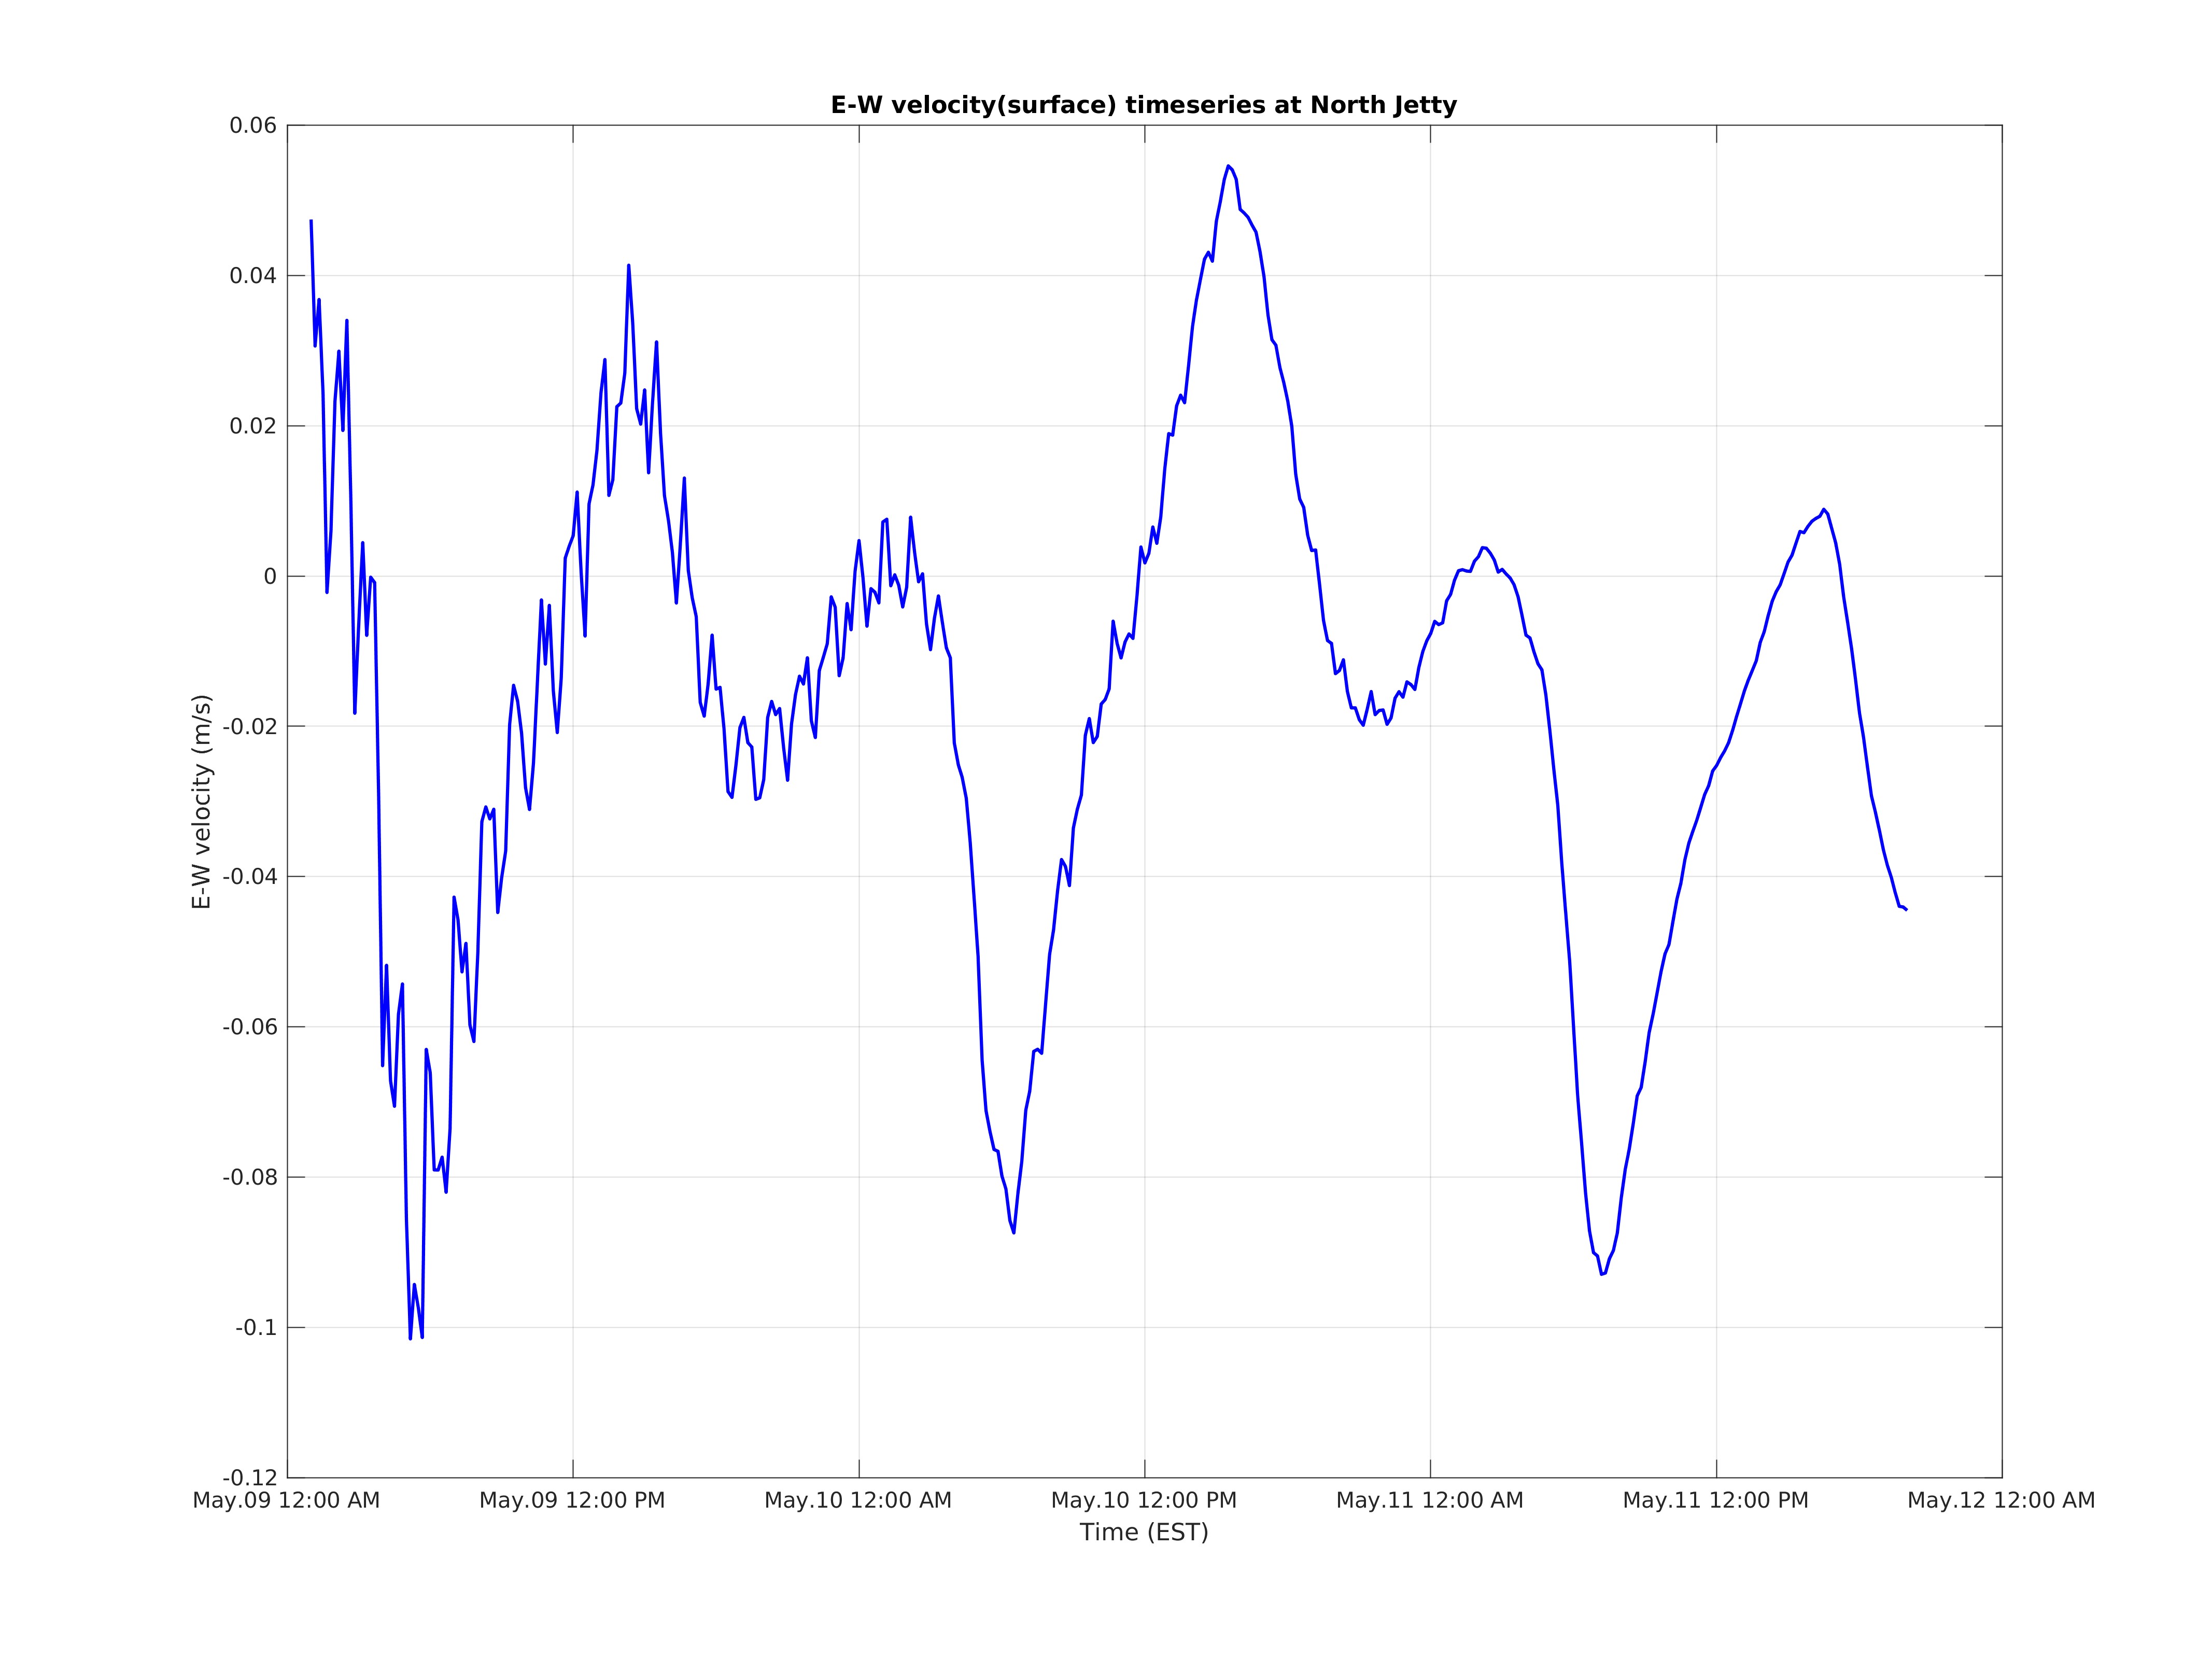 E-W velocity(surface) timeseries at North Jetty
0.06
0.04
0.02
0
-0.02
-0.04
-0.06
-0.08
-0.1
-0.12
E-W velocity (m/s)
May.09 12:00 AM May.09 12:00 PM May.10 12:00 AM May.10 12:00 PM May.11 12:00 AM May.11 12:00 PM May.12 12:00 AM
Time (EST)